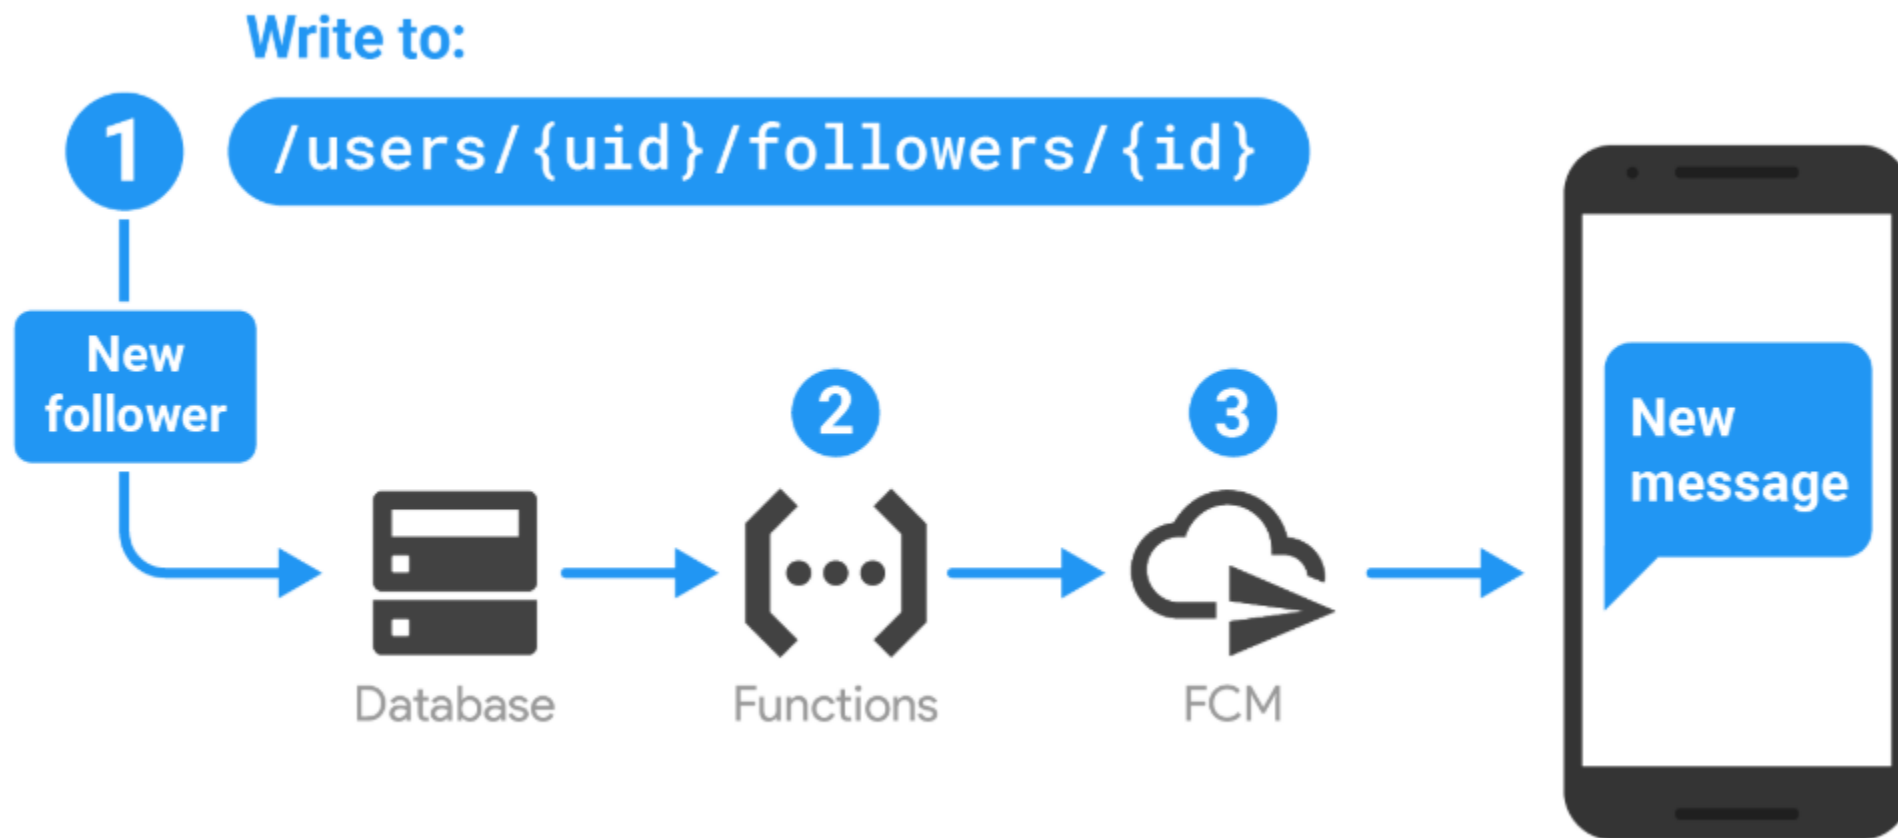 Write to:
1
/users/{uid}/followers/{id}
New
follower
2
3
New
message
Database
Functions
FCM